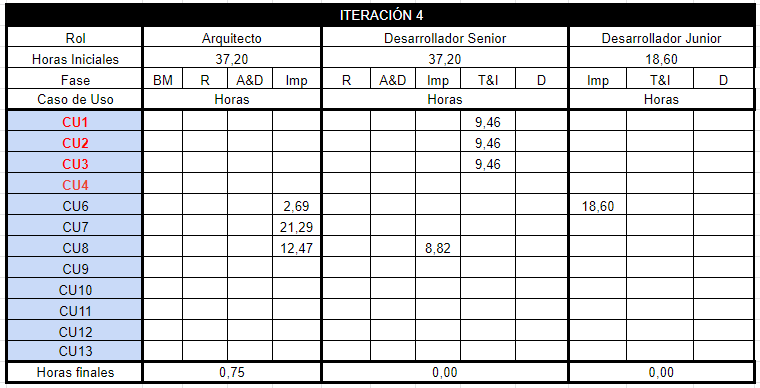 ITERACIÓN 4
Rol Arquitecto Desarrollador Senior Desarrollador Junior
Horas Iniciales 37,20 37,20 18,60
Fase BM R A&D Imp R A&D Imp T&I D Imp T&I D
Caso de Uso Horas Horas Horas
CU1 9,46
CU2 9,46
CU3 9,46
CU4
CU6 2,69 18,60
CU7 21,29
CU8 12,47 8,82
CU9
CU10
CU11
CU12
CU13
Horas finales 0,75 0,00 0,00